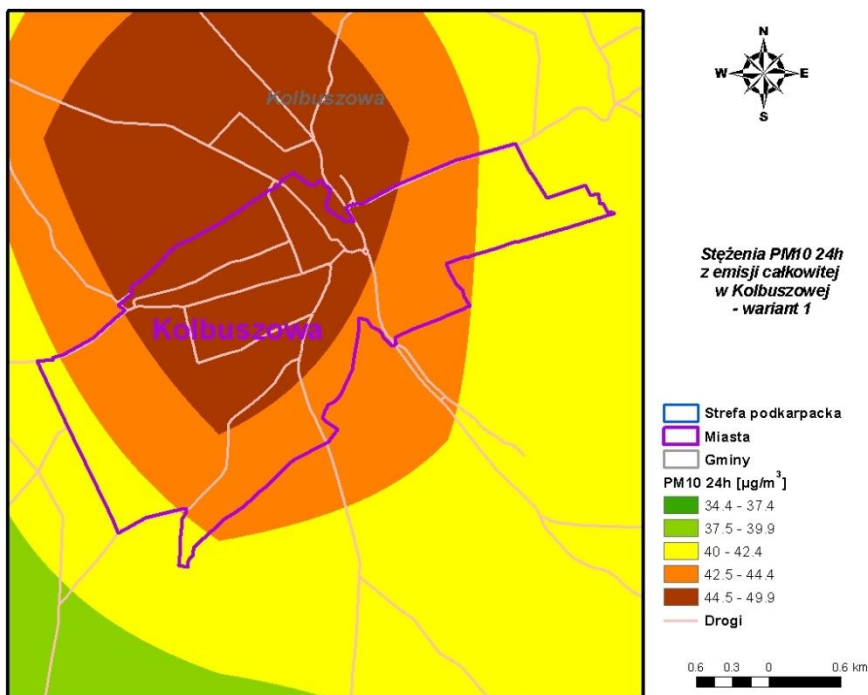 Kolbuszowa
Kolbuszowa
N
W E
S
Stężenia PM10 24h
z emisji całkowitej
w Kolbuszowej
- wariant 1
Strefa podkarpacka
Miasta
Gminy
PM10 24h [µg/m³]
34.4 - 37.4
37.5 - 39.9
40 - 42.4
42.5 - 44.4
44.5 - 49.9
Drogi
0.6 0.3 0 0.6 km